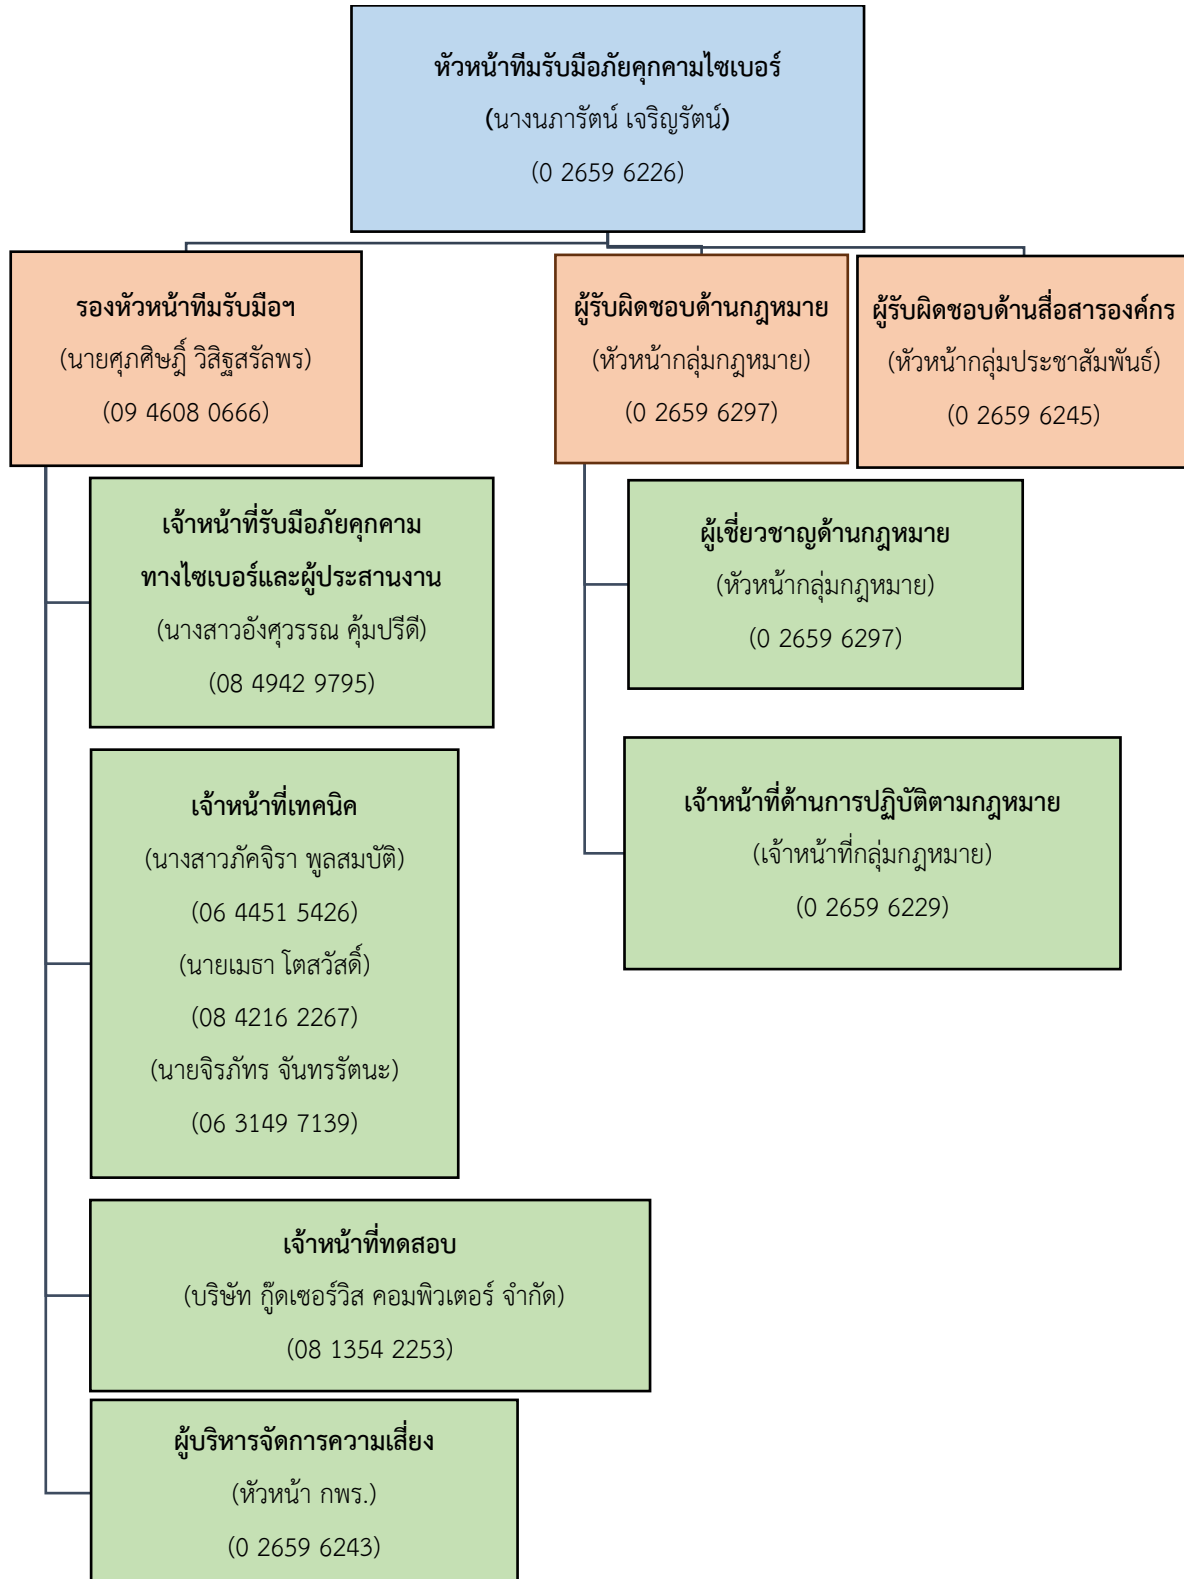 หัวหน้าทีมรับมือภัยคุกคามไซเบอร์
(นางนภารัตน์ เจริญรัตน์)
(0 2659 6226)
รองหัวหน้าทีมรับมือฯ
(นายศุภศิษฏิ์ วิสิฐสรัลพร)
(09 4608 0666)
ผู้รับผิดชอบด้านกฎหมาย
(หัวหน้ากลุ่มกฎหมาย)
(0 2659 6297)
ผู้รับผิดชอบด้านสื่อสารองค์กร
(หัวหน้ากลุ่มประชาสัมพันธ์)
(0 2659 6245)
เจ้าหน้าที่รับมือภัยคุกคาม
ทางไซเบอร์และผู้ประสานงาน
(นางสาวอังศุวรรณ คุ้มปรีดี)
(08 4942 9795)
เจ้าหน้าที่เทคนิค
(นางสาวภัคจิรา พูลสมบัติ)
(06 4451 5426)
(นายเมธา โตสวัสดิ์)
(08 4216 2267)
(นายจิรภัทร จันทรรัตนะ)
(06 3149 7139)
เจ้าหน้าที่ทดสอบ
(บริษัท กู๊ดเซอร์วิส คอมพิวเตอร์ จำกัด)
(08 1354 2253)
ผู้บริหารจัดการความเสี่ยง
(หัวหน้า กพร.)
(0 2659 6243)
ผู้เชี่ยวชาญด้านกฎหมาย
(หัวหน้ากลุ่มกฎหมาย)
(0 2659 6297)
เจ้าหน้าที่ด้านการปฏิบัติตามกฎหมาย
(เจ้าหน้าที่กลุ่มกฎหมาย)
(0 2659 6229)